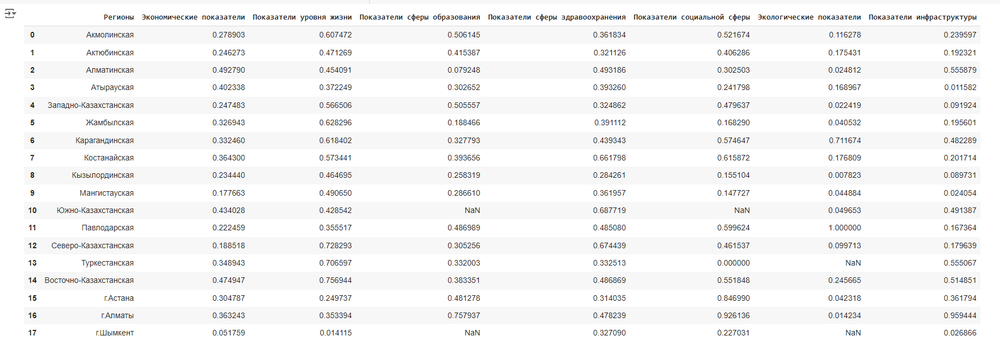 Регионы Экономические показатели Показатели уровня жизни Показатели сферы образования Показатели сферы здравоохранения Показатели социальной сферы Экологические показатели Показатели инфраструктуры
0 Акмолинская 0.278903 0.607472 0.506145 0.361834 0.521674 0.116278 0.239597
1 Актюбинская 0.246273 0.471269 0.415387 0.321126 0.406286 0.175431 0.192321
2 Алматинская 0.492790 0.454091 0.079248 0.493186 0.302503 0.024812 0.555879
3 Атырауская 0.402338 0.372249 0.302652 0.393260 0.241798 0.168967 0.011582
4 Западно-Казахстанская 0.247483 0.566506 0.505557 0.324862 0.479637 0.022419 0.091924
5 Жамбылская 0.326943 0.628296 0.188466 0.391112 0.168290 0.040532 0.195601
6 Карагандинская 0.332460 0.618402 0.327793 0.439343 0.574647 0.711674 0.482289
7 Костанайская 0.364300 0.573441 0.393656 0.661798 0.615872 0.176809 0.201714
8 Кызылординская 0.234440 0.464695 0.258319 0.284261 0.155104 0.007823 0.089731
9 Мангистауская 0.177663 0.490650 0.286610 0.361957 0.147727 0.044884 0.024054
10 Южно-Казахстанская 0.434028 0.428542 NaN 0.687719 NaN 0.049653 0.491387
11 Павлодарская 0.222459 0.355517 0.486989 0.485080 0.599624 1.000000 0.167364
12 Северо-Казахстанская 0.188518 0.728293 0.305256 0.674439 0.461537 0.099713 0.179639
13 Туркестанская 0.348943 0.706597 0.332003 0.332513 0.000000 NaN 0.555067
14 Восточно-Казахстанская 0.474947 0.756944 0.383351 0.486869 0.551848 0.245665 0.514851
15 г.Астана 0.304787 0.249737 0.481278 0.314035 0.846990 0.042318 0.361794
16 г.Алматы 0.363243 0.353394 0.757937 0.478239 0.926136 0.014234 0.959444
17 г.Шымкент 0.051759 0.014115 NaN 0.327090 0.227031 NaN 0.026866